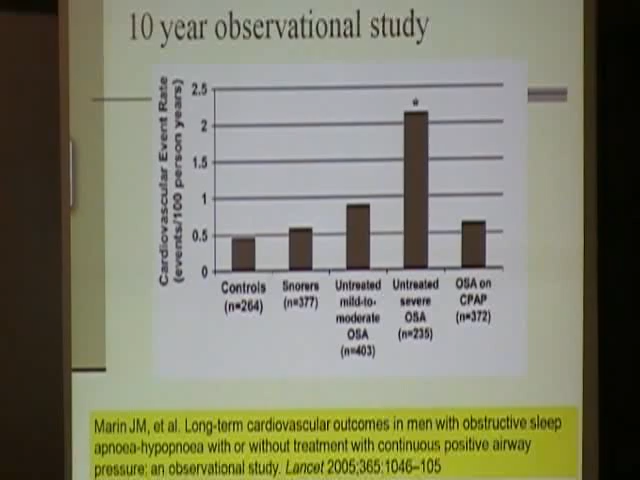 10 year observational study
Cardiovascular Event Rate
(events/100 person years)
2.5
2
1.5
1
0.5
0
*
Controls
(n=264)
Snorers
(n=377)
Untreated
mild-to-
moderate
OSA
(n=403)
Untreated
severe
OSA
(n=235)
OSA on
CPAP
(n=372)
Marin JM, et al. Long-term cardiovascular outcomes in men with obstructive sleep
apnoea-hypopnoea with or without treatment with continuous positive airway
pressure: an observational study. Lancet 2005;365:1046–105